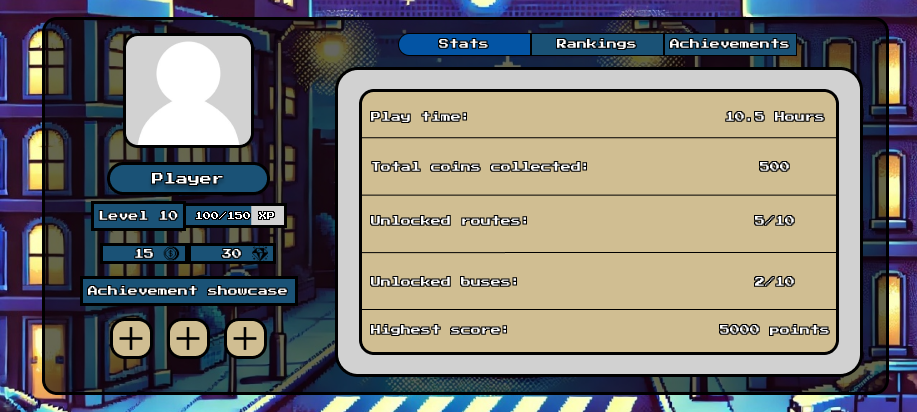 Stats Rankings Achievements
Player
Level 10 100/150 XP
15 30
Achievement showcase
Play time: 10.5 Hours
Total coins collected: 500
Unlocked routes: 5/10
Unlocked buses: 2/10
Highest score: 5000 points